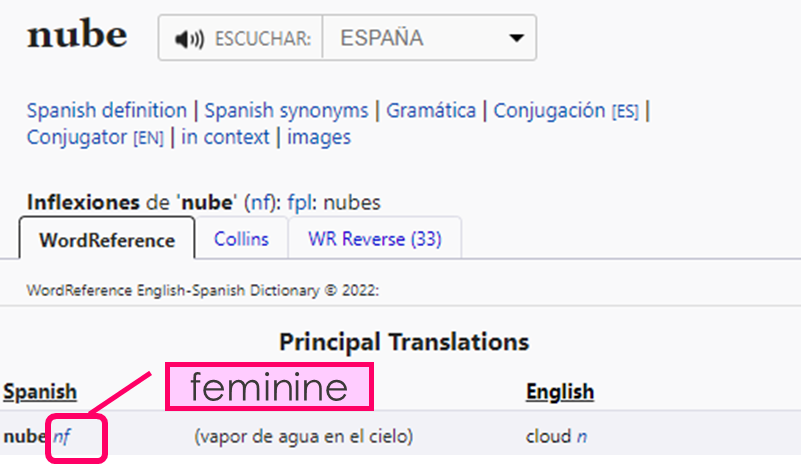 nube ESCUCHAR: ESPAÑA
Spanish definition | Spanish synonyms | Gramática | Conjugación [ES] |
Conjugator [EN] | in context | images
Inflexiones de 'nube' (nf): fpl: nubes
WordReference Collins WR Reverse (33)
WordReference English-Spanish Dictionary © 2022:
Principal Translations
feminine
Spanish English
nube nf (vapor de agua en el cielo) cloud n